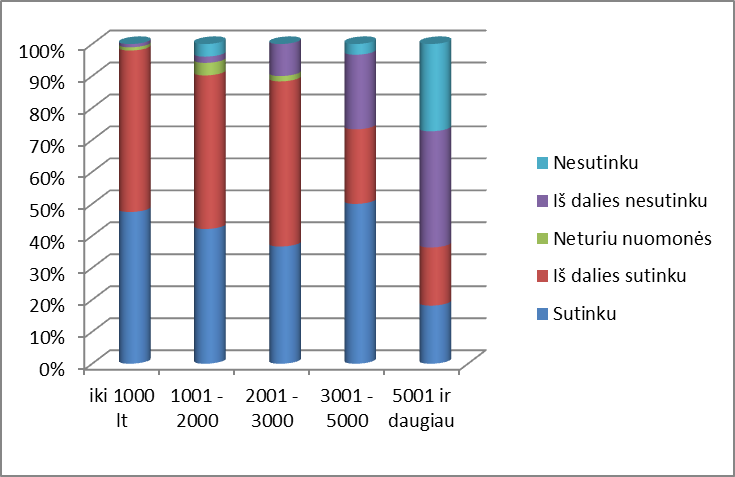 100%
90%
80%
70%
60%
50%
40%
30%
20%
10%
0%
iki 1000
lt
1001 -
2000
2001 -
3000
3001 -
5000
5001 ir
daugiau
Nesutinku
Iš dalies nesutinku
Neturiu nuomonės
Iš dalies sutinku
Sutinku